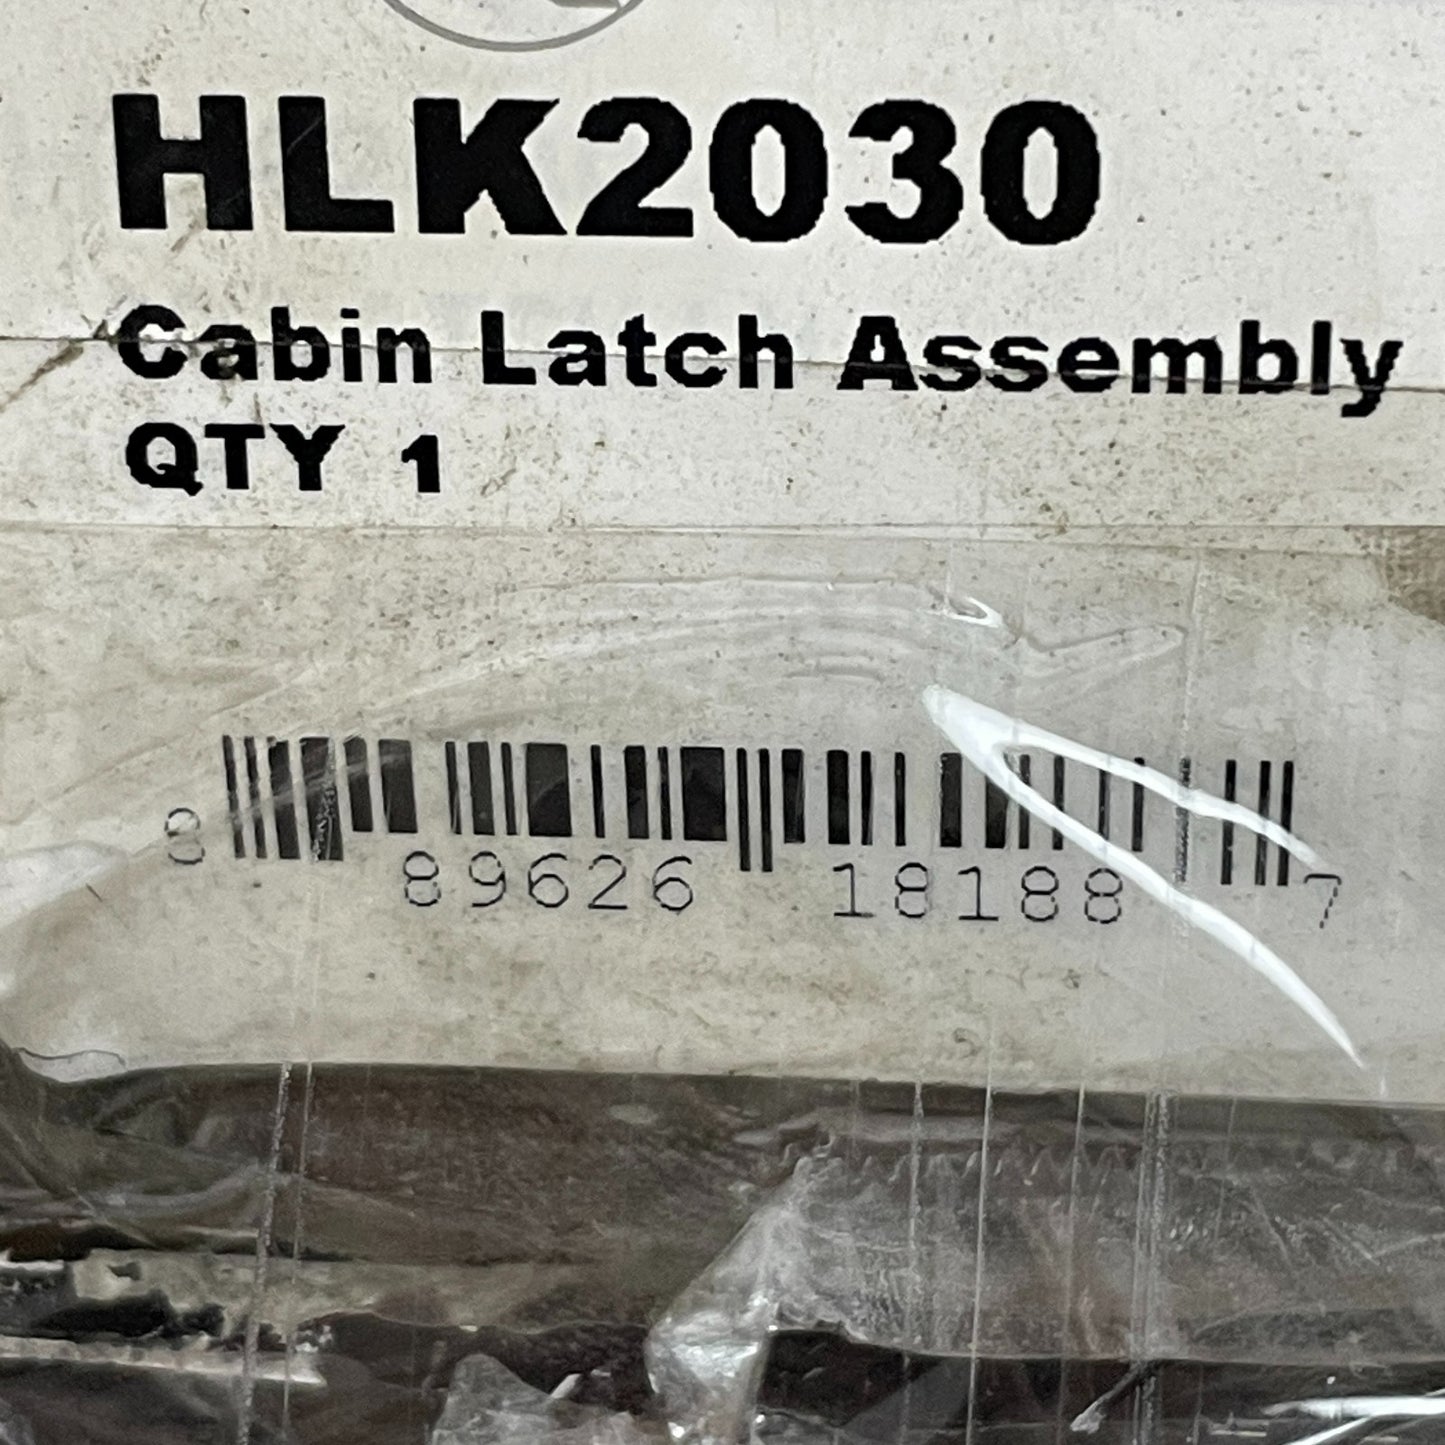 HLK2030
Cabin Latch Assembly
QTY 1
8 89626 18188 7